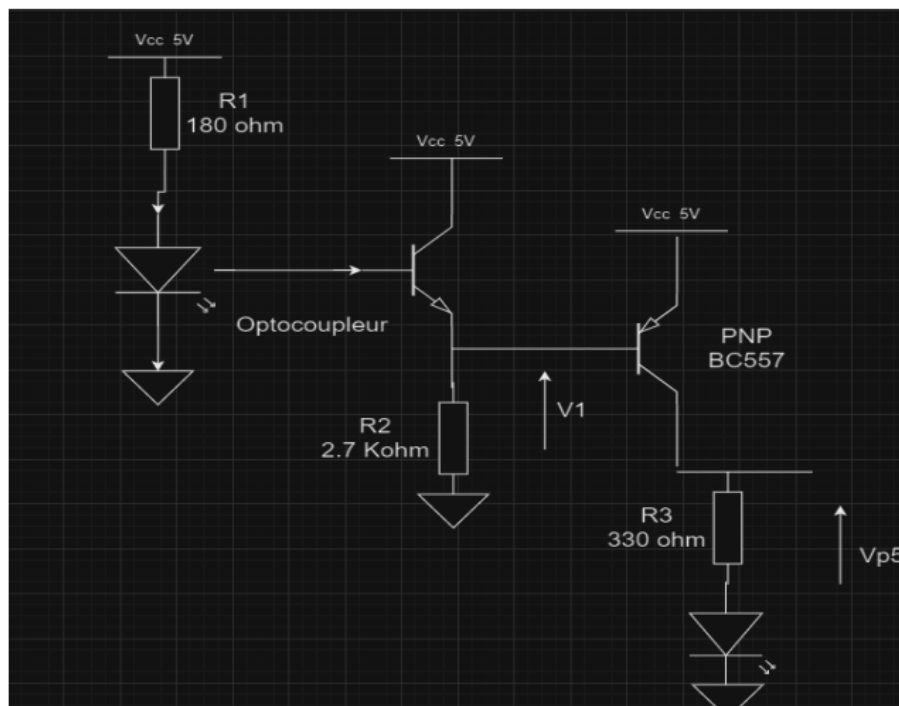 Vcc 5V
R1
180 ohm
Vcc 5V
Vcc 5V
Optocoupleur
PNP
BC557
V1
R2
2.7 Kohm
R3
330 ohm
Vp5